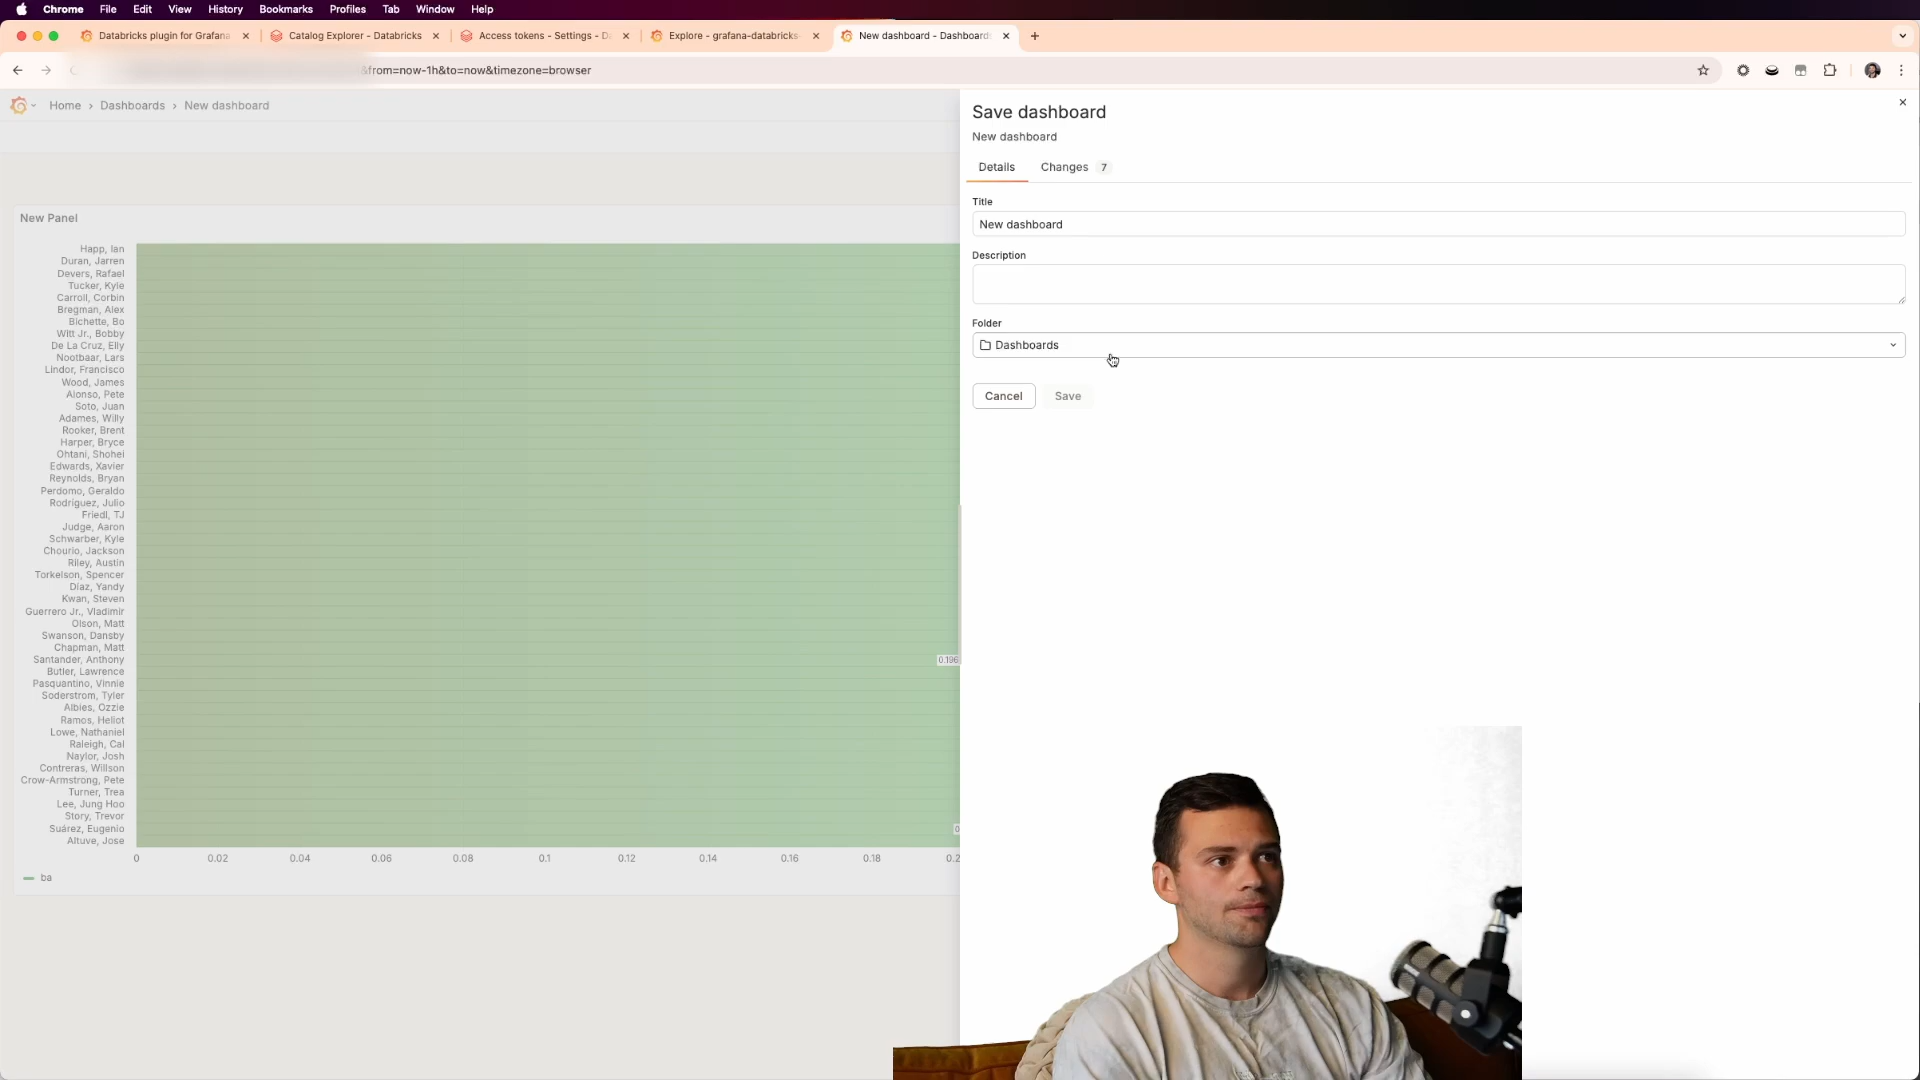 Chrome File Edit View History Bookmarks Profiles Tab Window Help
Databricks plugin for Grafana
Catalog Explorer - Databricks
Access tokens - Settings - D
Explore - grafana-databricks
New dashboard - Dashboards
&from=now-1h&to=now&timezone=browser
Home › Dashboards › New dashboard
New Panel
Happ, Ian
Duran, Jarren
Devers, Rafael
Tucker, Kyle
Carroll, Corbin
Bregman, Alex
Bichette, Bo
Witt Jr., Bobby
De La Cruz, Elly
Nootbaar, Lars
Lindor, Francisco
Wood, James
Alonso, Pete
Soto, Juan
Adames, Willy
Rooker, Brent
Harper, Bryce
Ohtani, Shohei
Edwards, Xavier
Reynolds, Bryan
Perdomo, Geraldo
Rodríguez, Julio
Friedl, TJ
Judge, Aaron
Schwarber, Kyle
Chourio, Jackson
Riley, Austin
Torkelson, Spencer
Díaz, Yandy
Kwan, Steven
Guerrero Jr., Vladimir
Olson, Matt
Swanson, Dansby
Chapman, Matt
Santander, Anthony
Butler, Lawrence
Pasquantino, Vinnie
Soderstrom, Tyler
Albies, Ozzie
Ramos, Heliot
Lowe, Nathaniel
Raleigh, Cal
Naylor, Josh
Contreras, Willson
Crow-Armstrong, Pete
Turner, Trea
Lee, Jung Hoo
Story, Trevor
Suárez, Eugenio
Altuve, Jose
0.196
0
0 0.02 0.04 0.06 0.08 0.1 0.12 0.14 0.16 0.18 0.2
ba
Save dashboard
New dashboard
Details Changes 7
Title
New dashboard
Description
Folder
Dashboards
Cancel Save